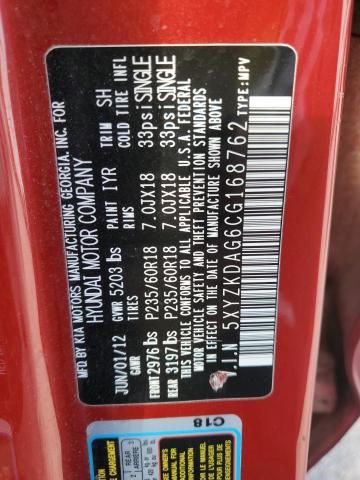 MFD BY KIA MOTORS MANUFACTURING GEORGIA, INC. FOR
HYUNDAI MOTOR COMPANY
JUN/01/12 PAINT IYR TRIM SH
GWR 5203 lbs TIRES RIMS COLD TIRE INFL
FRONT 2976 lbs P235/60R18 7.0JX18 33psi SINGLE
REAR 3197 lbs P235/60R18 7.0JX18 33psi SINGLE
THIS VEHICLE CONFORMS TO ALL APPLICABLE U.S.A. FEDERAL
MOTOR VEHICLE SAFETY AND THEFT PREVENTION STANDARDS
IN EFFECT ON THE DATE OF MANUFACTURE SHOWN ABOVE.
V.I.N: 5XYZKDAG6CG168762 TYPE: MPV
C18
REAR